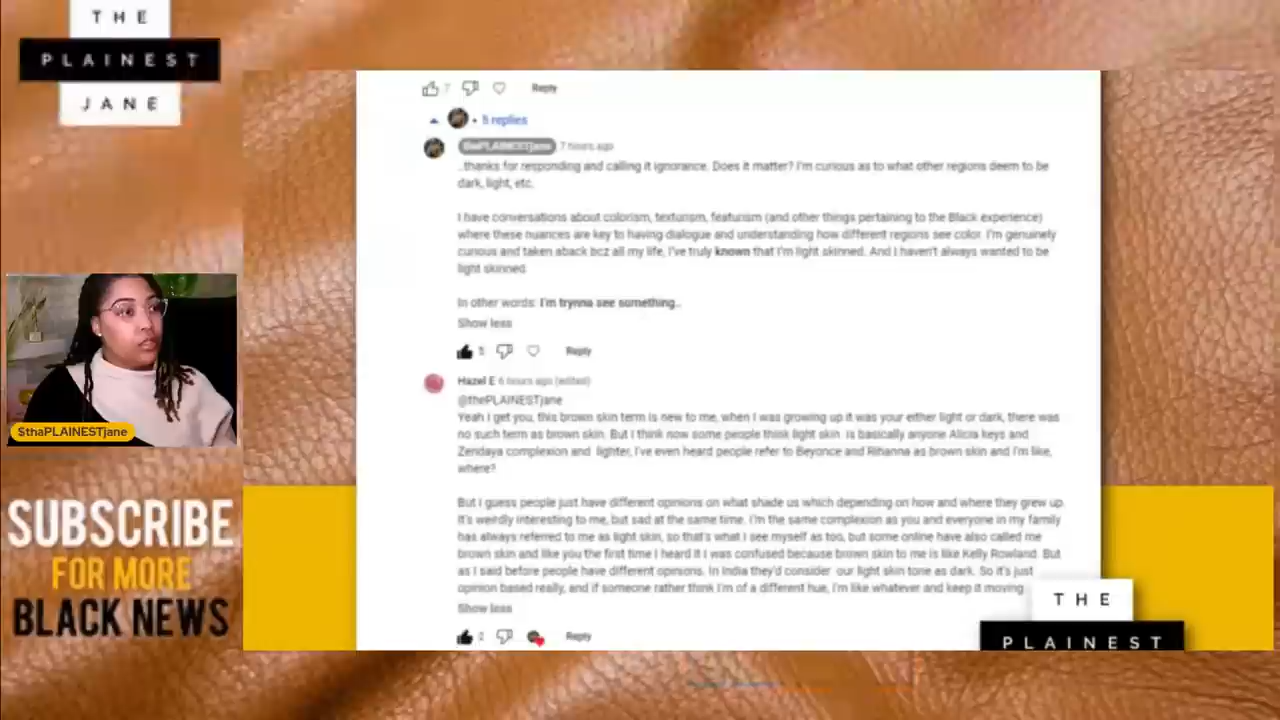 THE
PLAINEST
JANE
7 Reply
5 replies
thePLAINESTjane 7 hours ago
..thanks for responding and calling it ignorance. Does it matter? I'm curious as to what other regions deem to be
dark, light, etc.
I have conversations about colorism, texturism, featurism (and other things pertaining to the Black experience)
where these nuances are key to having dialogue and understanding how different regions see color. I'm genuinely
curious and taken aback bcz all my life, I've truly known that I'm light skinned. And I haven't always wanted to be
light skinned.
In other words: I'm trynna see something..
Show less
5 Reply
Hazel E 6 hours ago (edited)
@thePLAINESTjane
Yeah I get you, this brown skin term is new to me, when I was growing up it was your either light or dark, there was
no such term as brown skin. But I think now some people think light skin is basically anyone Alicia keys and
Zendaya complexion and lighter, I've even heard people refer to Beyonce and Rihanna as brown skin and I'm like,
where?
But I guess people just have different opinions on what shade us which depending on how and where they grew up.
It's weirdly interesting to me, but sad at the same time. I'm the same complexion as you and everyone in my family
has always referred to me as light skin, so that's what I see myself as too, but some online have also called me
brown skin and like you the first time I heard it I was confused because brown skin to me is like Kelly Rowland. But
as I said before people have different opinions. In India they'd consider our light skin tone as dark. So it's just
opinion based really, and if someone rather think I'm of a different hue, I'm like whatever and keep it moving
Show less
Reply
$thaPLAINESTjane
SUBSCRIBE
FOR MORE
BLACK NEWS
THE
PLAINEST